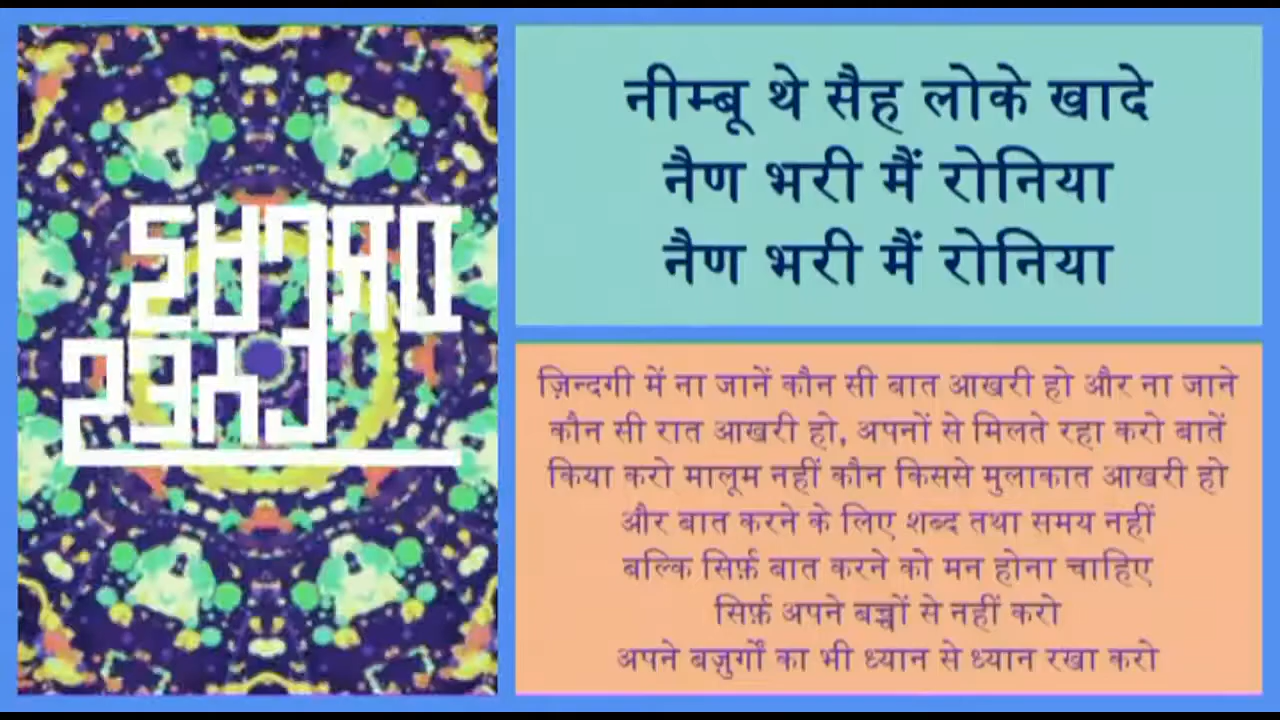 नीम्बू थे सैह लोके खादे
नैण भरी मैं रोनिया
नैण भरी मैं रोनिया
ज़िन्दगी में ना जानें कौन सी बात आखरी हो और ना जाने
कौन सी रात आखरी हो, अपनों से मिलते रहा करो बातें
किया करो मालूम नहीं कौन किससे मुलाकात आखरी हो
और बात करने के लिए शब्द तथा समय नहीं
बल्कि सिर्फ़ बात करने को मन होना चाहिए
सिर्फ़ अपने बच्चों से नहीं करो
अपने बजुर्गों का भी ध्यान से ध्यान रखा करो